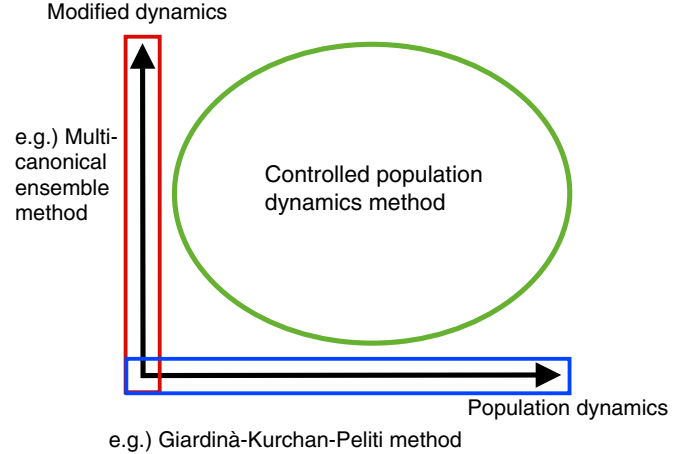 Modified dynamics
e.g.) Multi-
canonical
ensemble
method
Controlled population
dynamics method
Population dynamics
e.g.) Giardinà-Kurchan-Peliti method